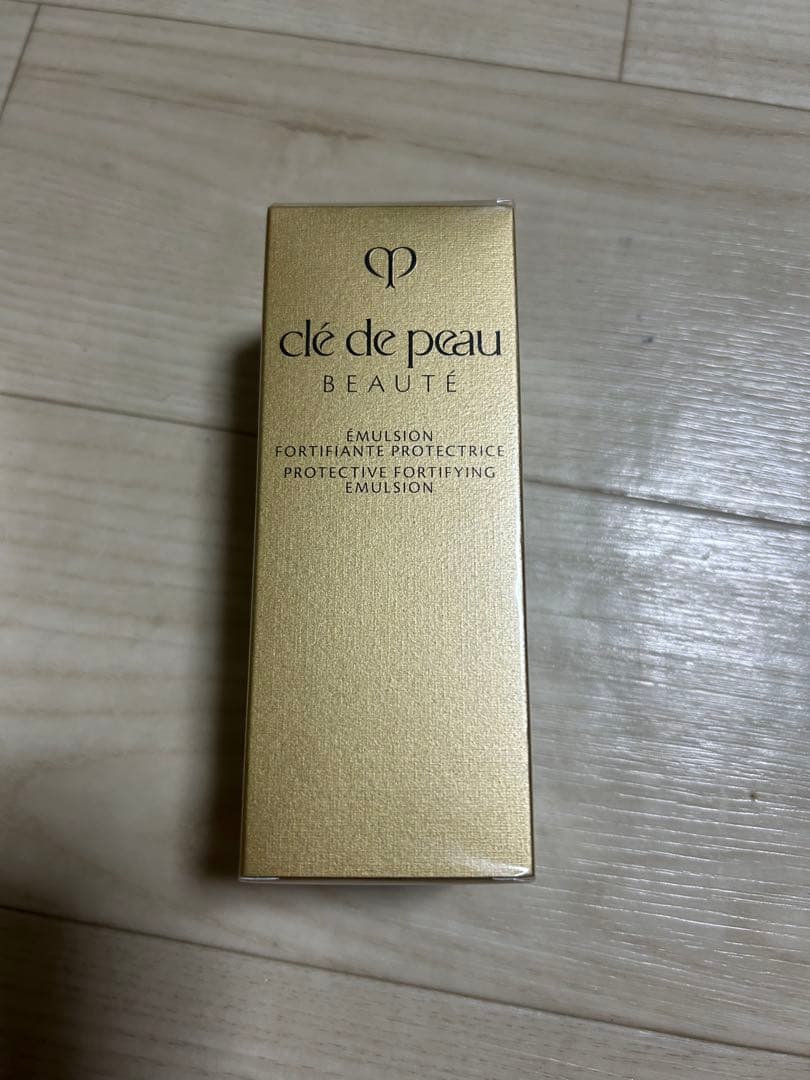 clé de peau
BEAUTÉ
ÉMULSION
FORTIFIANTE PROTECTRICE
PROTECTIVE FORTIFYING
EMULSION